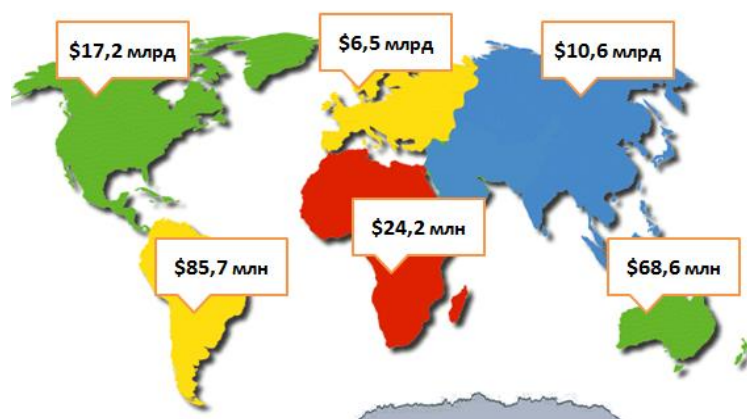 $17,2 млрд
$6,5 млрд
$10,6 млрд
$24,2 млн
$85,7 млн
$68,6 млн